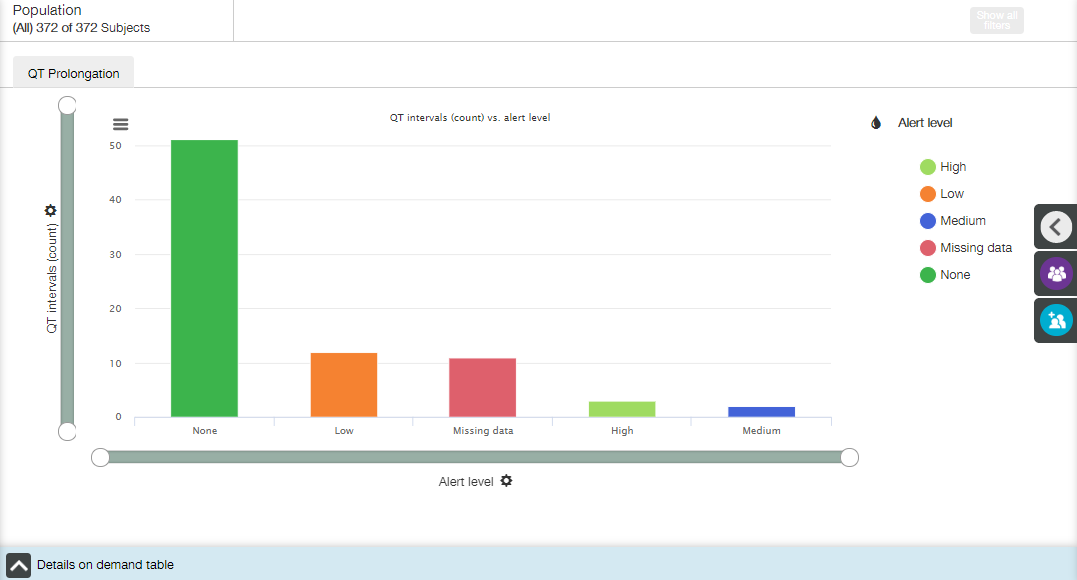 Population
(All) 372 of 372 Subjects
Show all
filters
QT Prolongation
QT intervals (count) vs. alert level
QT intervals (count)
50
40
30
20
10
0
None
Low
Missing data
High
Medium
Alert level
Alert level
High
Low
Medium
Missing data
None
Details on demand table